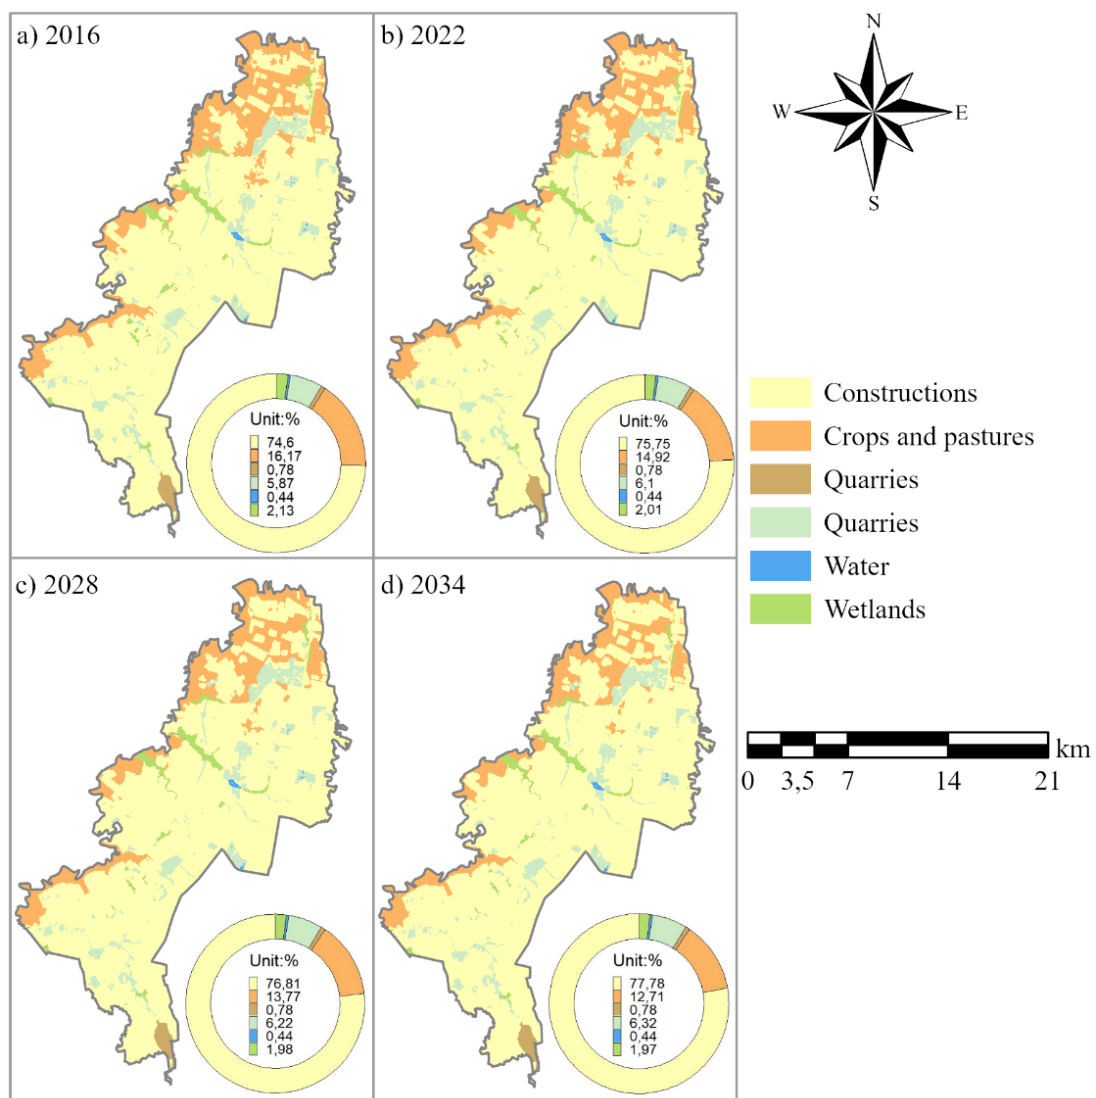 a) 2016
Unit:%
74,6
16,17
0,78
5,87
0,44
2,13
b) 2022
Unit:%
75,75
14,92
0,78
6,1
0,44
2,01
c) 2028
Unit:%
76,81
13,77
0,78
6,22
0,44
1,98
d) 2034
Unit:%
77,78
12,71
0,78
6,32
0,44
1,97
N
W E
S
Constructions
Crops and pastures
Quarries
Quarries
Water
Wetlands
km
0 3,5 7 14 21